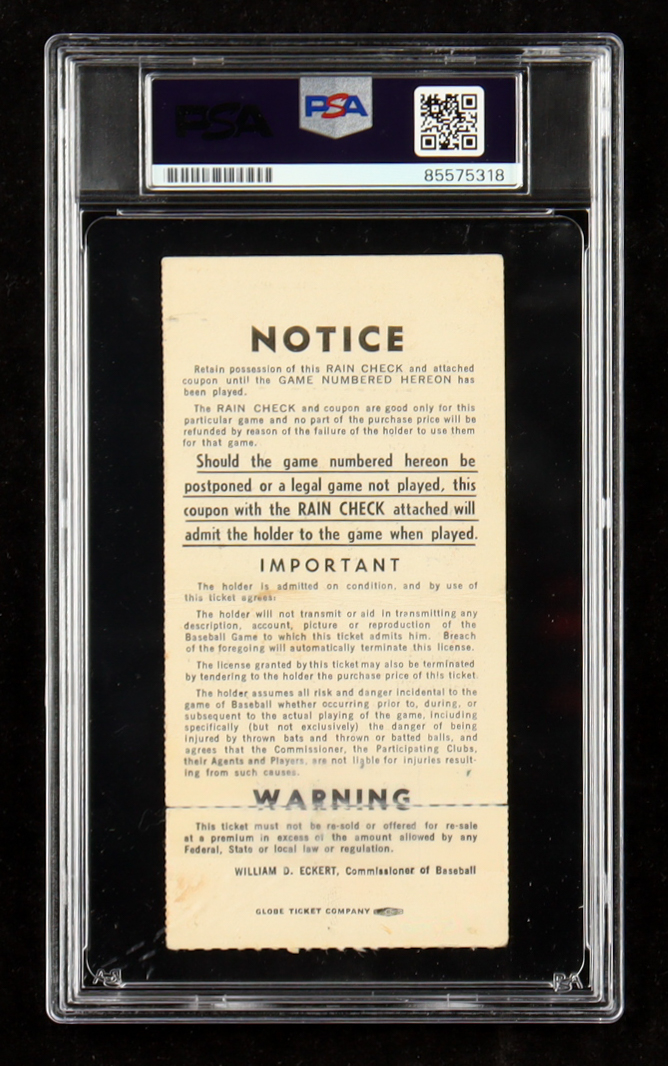 PSA
PSA
85575318
NOTICE
Retain possession of this RAIN CHECK and attached
coupon until the GAME NUMBERED HEREON has
been played.
The RAIN CHECK and coupon are good only for this
particular game and no part of the purchase price will be
refunded by reason of the failure of the holder to use them
for that game.
Should the game numbered hereon be
postponed or a legal game not played, this
coupon with the RAIN CHECK attached will
admit the holder to the game when played.
IMPORTANT
The holder is admitted on condition, and by use of
this ticket agrees:
The holder will not transmit or aid in transmitting any
description, account, picture or reproduction of the
Baseball Game to which this ticket admits him. Breach
of the foregoing will automatically terminate this license.
The license granted by this ticket may also be terminated
by tendering to the holder the purchase price of this ticket.
The holder assumes all risk and danger incidental to the
game of Baseball whether occurring prior to, during, or
subsequent to the actual playing of the game, including
specifically (but not exclusively) the danger of being
injured by thrown bats and thrown or batted balls, and
agrees that the Commissioner, the Participating Clubs,
their Agents and Players, are not liable for injuries result-
ing from such causes.
WARNING
This ticket must not be re-sold or offered for re-sale
at a premium in excess of the amount allowed by any
Federal, State or local law or regulation.
WILLIAM D. ECKERT, Commissioner of Baseball
GLOBE TICKET COMPANY